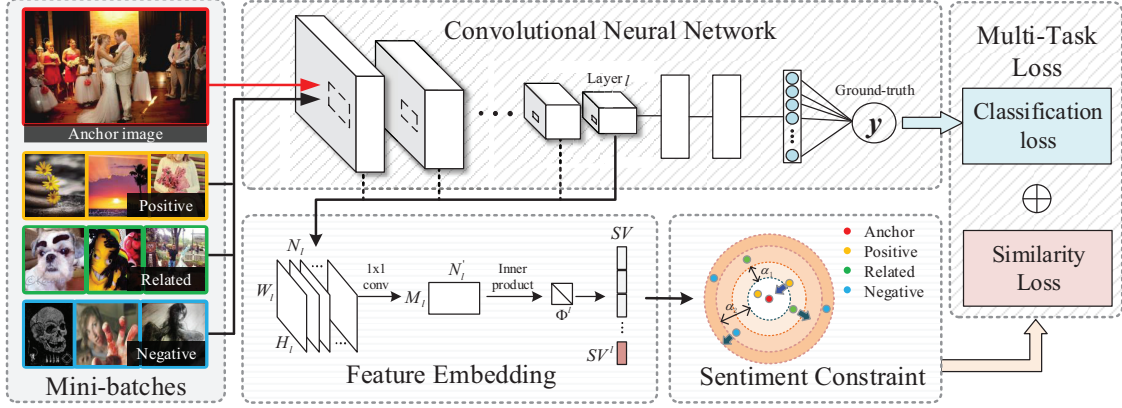 Anchor image
Positive
Related
Negative
Mini-batches
Convolutional Neural Network
Layer l
Ground-truth
y
Multi-Task
Loss
Classification
loss
Similarity
Loss
N_l
W_l
H_l
1x1
conv
M_l
N_l'
Inner
product
Φ^l
SV
SV^l
Feature Embedding
α_1
α_2
Anchor
Positive
Related
Negative
Sentiment Constraint